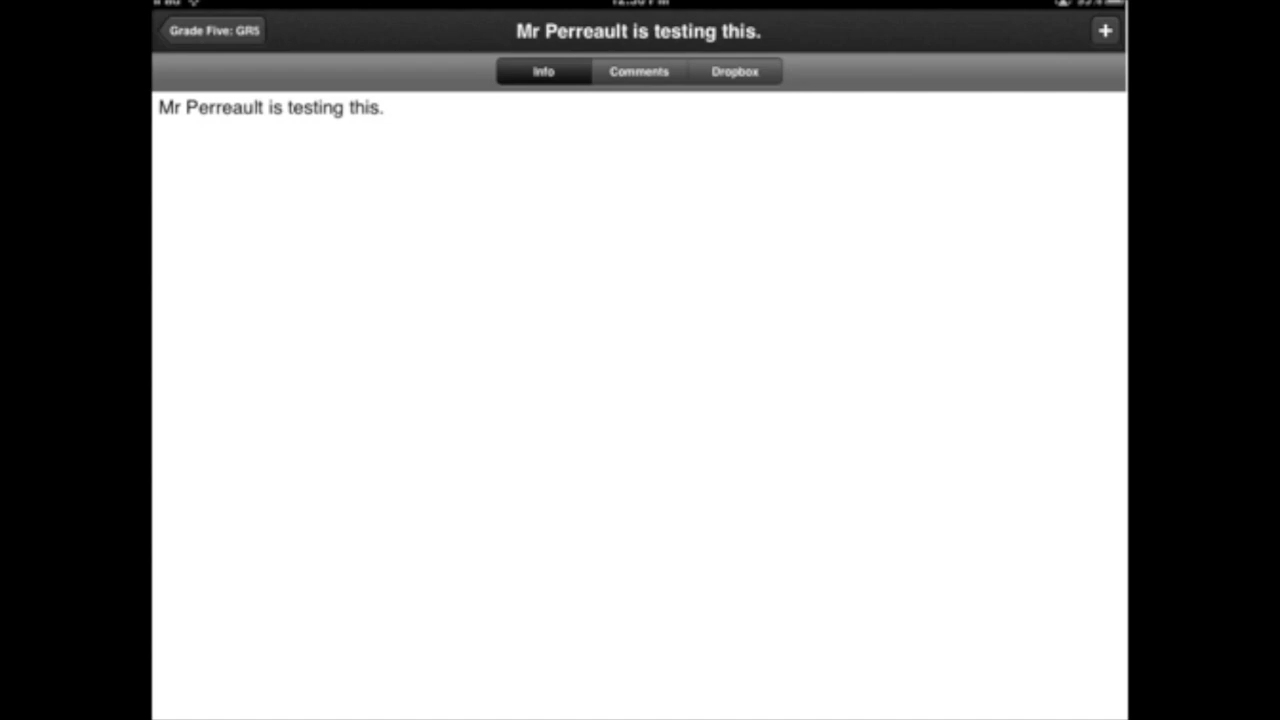 Grade Five: GR5
Mr Perreault is testing this.
+
Info
Comments
Dropbox
Mr Perreault is testing this.